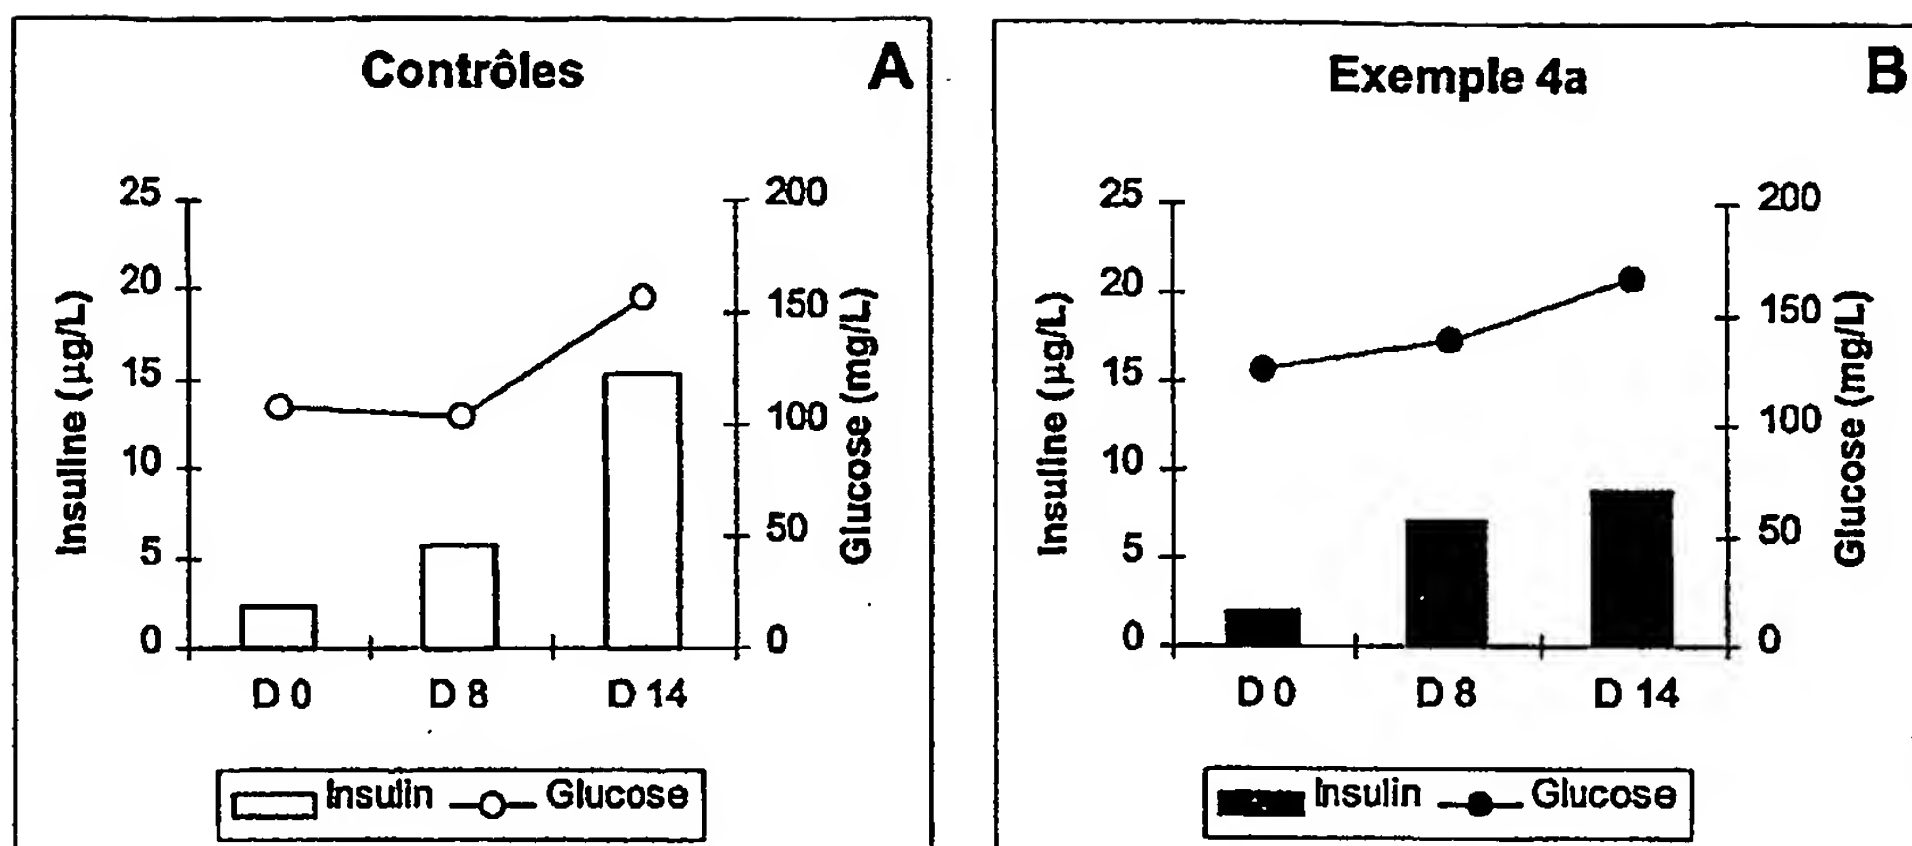 Contrôles A
25
20
15
10
5
0
Insuline (µg/L)
200
150
100
50
0
Glucose (mg/L)
D 0 D 8 D 14
Insulin Glucose
Exemple 4a B
25
20
15
10
5
0
Insuline (µg/L)
200
150
100
50
0
Glucose (mg/L)
D 0 D 8 D 14
Insulin Glucose